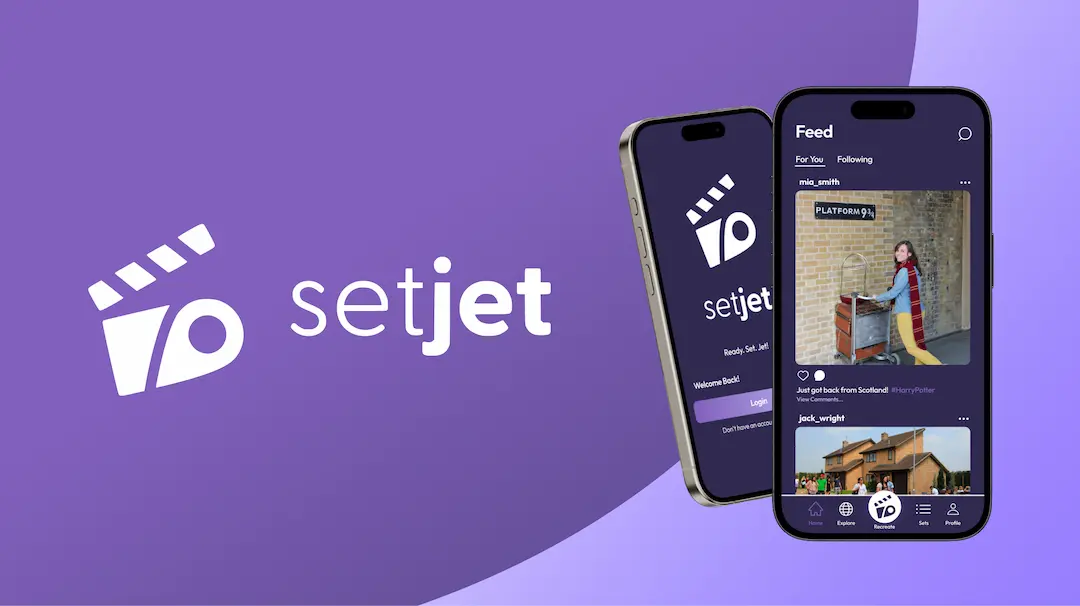 setjet
setjet
Ready. Set. Jet!
Welcome Back!
Login
Don't have an
Feed
For You Following
mia_smith
PLATFORM 9¾
Just got back from Scotland! #HarryPotter
View Comments...
jack_wright
Home Explore Recreate Sets Profile